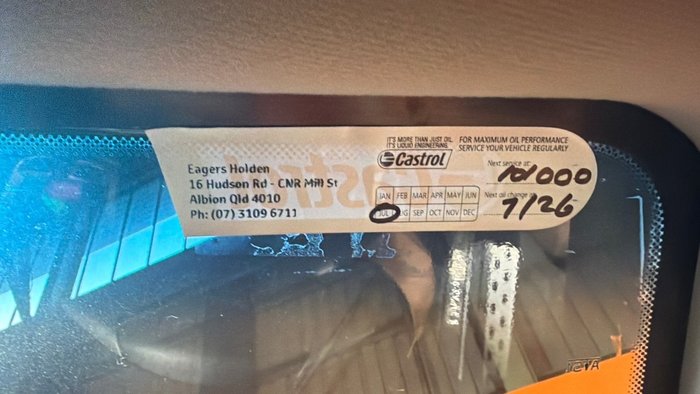 Eagers Holden
16 Hudson Rd - CNR Mill St
Albion Qld 4010
Ph: (07) 3109 6711
IT'S MORE THAN JUST OIL.
IT'S LIQUID ENGINEERING.
Castrol
FOR MAXIMUM OIL PERFORMANCE
SERVICE YOUR VEHICLE REGULARLY
Next service at:
101000
JAN FEB MAR APR MAY JUN
JUL AUG SEP OCT NOV DEC
Next oil change at:
7/26